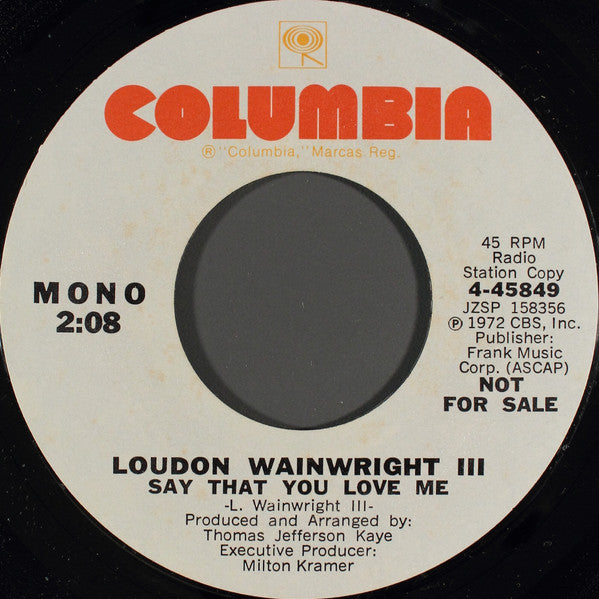 COLUMBIA
® "Columbia," Marcas Reg.
MONO
2:08
45 RPM
Radio
Station Copy
4-45849
JZSP 158356
℗ 1972 CBS, Inc.
Publisher:
Frank Music
Corp. (ASCAP)
NOT
FOR SALE
LOUDON WAINWRIGHT III
SAY THAT YOU LOVE ME
-L. Wainwright III-
Produced and Arranged by:
Thomas Jefferson Kaye
Executive Producer:
Milton Kramer